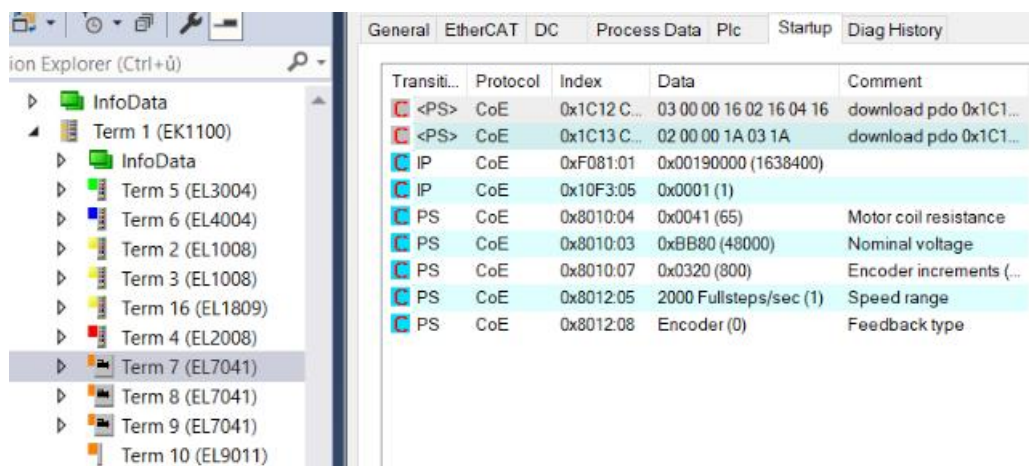 ion Explorer (Ctrl+ů)
InfoData
Term 1 (EK1100)
InfoData
Term 5 (EL3004)
Term 6 (EL4004)
Term 2 (EL1008)
Term 3 (EL1008)
Term 16 (EL1809)
Term 4 (EL2008)
Term 7 (EL7041)
Term 8 (EL7041)
Term 9 (EL7041)
Term 10 (EL9011)
General EtherCAT DC Process Data Plc Startup Diag History
Transiti... Protocol Index Data Comment
C <PS> CoE 0x1C12 C... 03 00 00 16 02 16 04 16 download pdo 0x1C1...
C <PS> CoE 0x1C13 C... 02 00 00 1A 03 1A download pdo 0x1C1...
C IP CoE 0xF081:01 0x00190000 (1638400)
C IP CoE 0x10F3:05 0x0001 (1)
C PS CoE 0x8010:04 0x0041 (65) Motor coil resistance
C PS CoE 0x8010:03 0xBB80 (48000) Nominal voltage
C PS CoE 0x8010:07 0x0320 (800) Encoder increments (...
C PS CoE 0x8012:05 2000 Fullsteps/sec (1) Speed range
C PS CoE 0x8012:08 Encoder (0) Feedback type